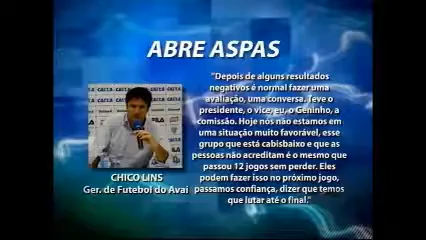 ABRE ASPAS
"Depois de alguns resultados
negativos é normal fazer uma
avaliação, uma conversa. Teve o
presidente, o vice, eu, o Geninho, a
comissão. Hoje nós não estamos em
uma situação muito favorável, esse
grupo que está cabisbaixo e que as
pessoas não acreditam é o mesmo que
passou 12 jogos sem perder. Eles
podem fazer isso no próximo jogo,
passamos confiança, dizer que temos
que lutar até o final."
CAIXA
FILA
CHICO LINS
Ger. de Futebol do Avaí